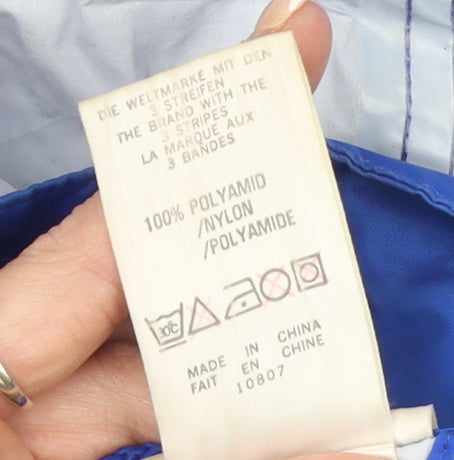 DIE WELTMARKE MIT DEN
3 STREIFEN
THE BRAND WITH THE
3 STRIPES
LA MARQUE AUX
3 BANDES
100% POLYAMID
/NYLON
/POLYAMIDE
30°C
MADE IN CHINA
FAIT EN CHINE
10807